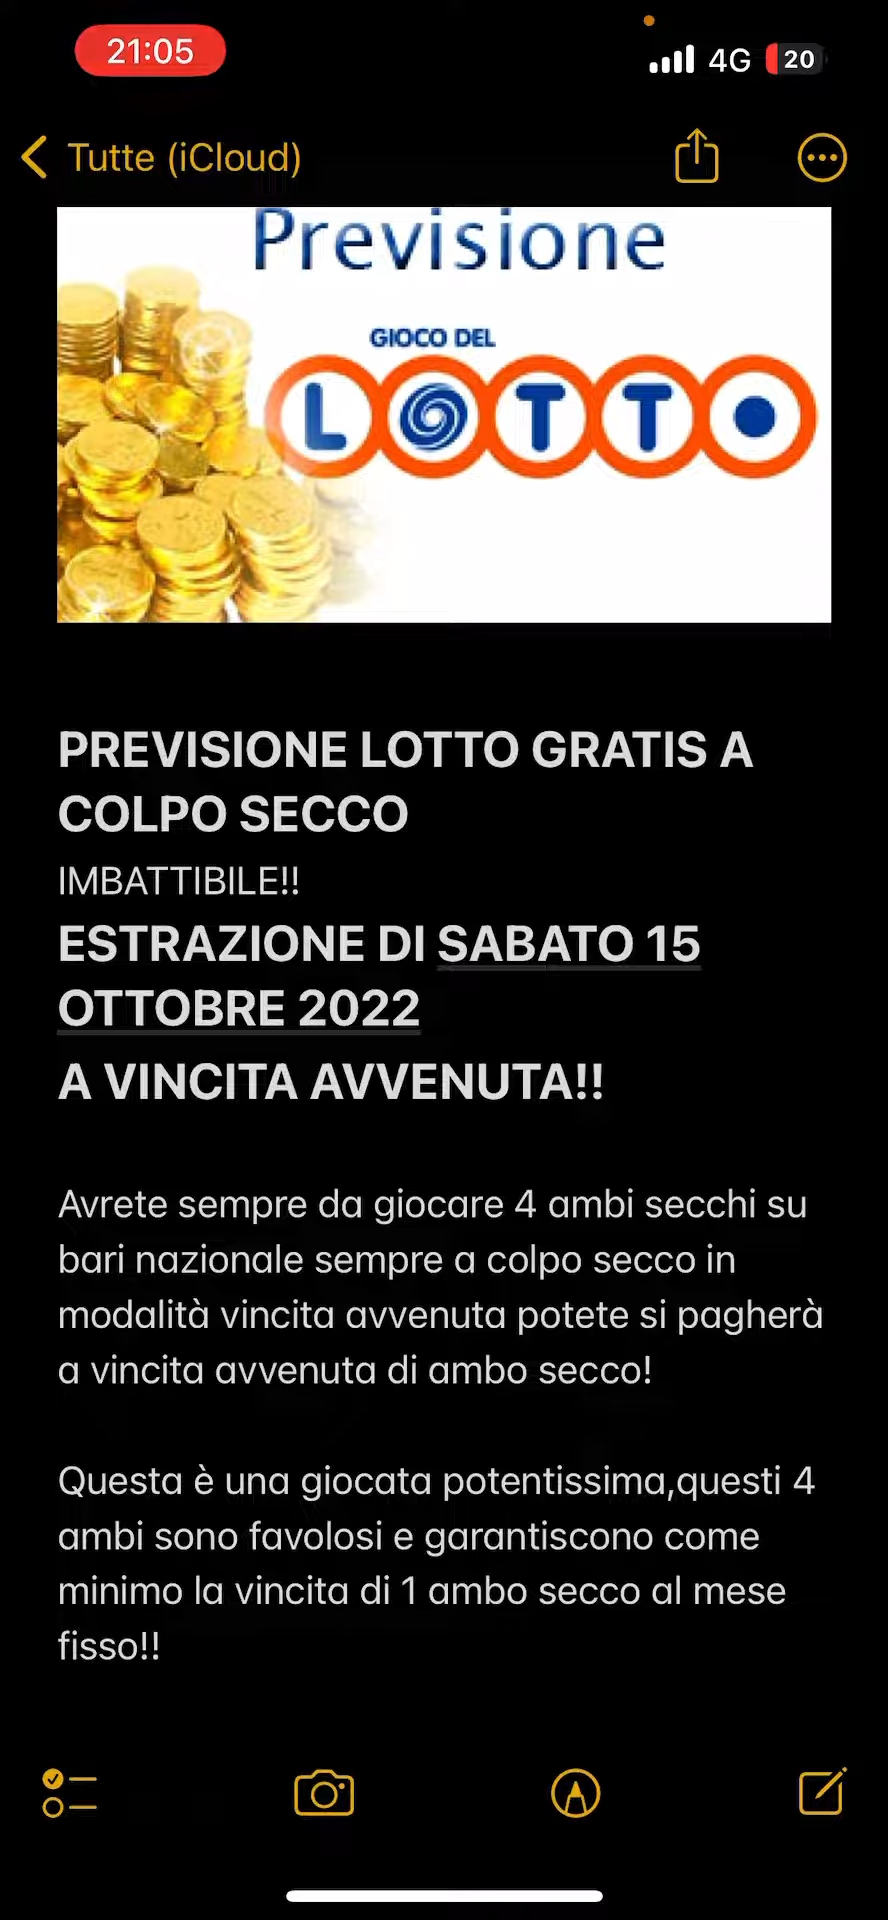 21:05
4G
20
Tutte (iCloud)
Previsione
GIOCO DEL
LOTTO
PREVISIONE LOTTO GRATIS A
COLPO SECCO
IMBATTIBILE!!
ESTRAZIONE DI SABATO 15
OTTOBRE 2022
A VINCITA AVVENUTA!!
Avrete sempre da giocare 4 ambi secchi su
bari nazionale sempre a colpo secco in
modalità vincita avvenuta potete si pagherà
a vincita avvenuta di ambo secco!
Questa è una giocata potentissima,questi 4
ambi sono favolosi e garantiscono come
minimo la vincita di 1 ambo secco al mese
fisso!!